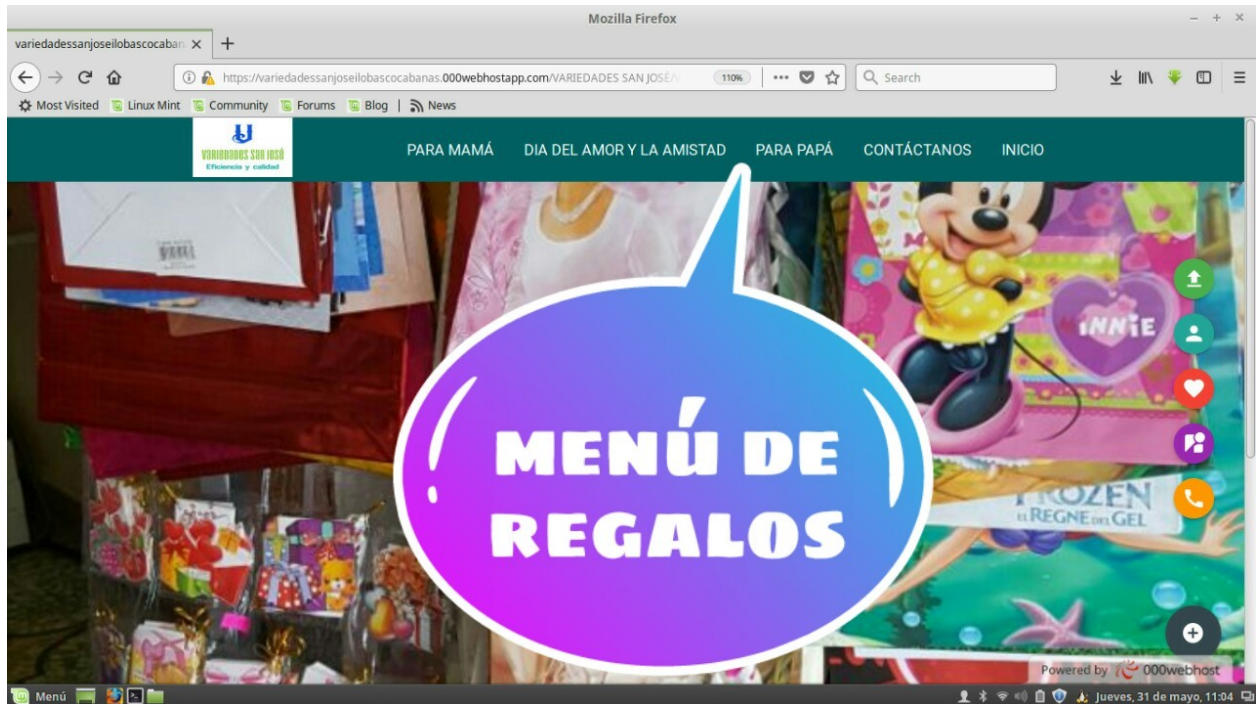 Mozilla Firefox
variedadessanjoseilobascocaban
https://variedadessanjoseilobascocabanas.000webhostapp.com/VARIEDADES SAN JOSÉ/
110%
Search
Most Visited Linux Mint Community Forums Blog News
VARIEDADES SAN JOSÉ
Eficiencia y calidad
PARA MAMÁ DIA DEL AMOR Y LA AMISTAD PARA PAPÁ CONTÁCTANOS INICIO
MINNIE
MENÚ DE
REGALOS
FROZEN
EL REGNE DEL GEL
Powered by 000webhost
Menú
Jueves, 31 de mayo, 11:04